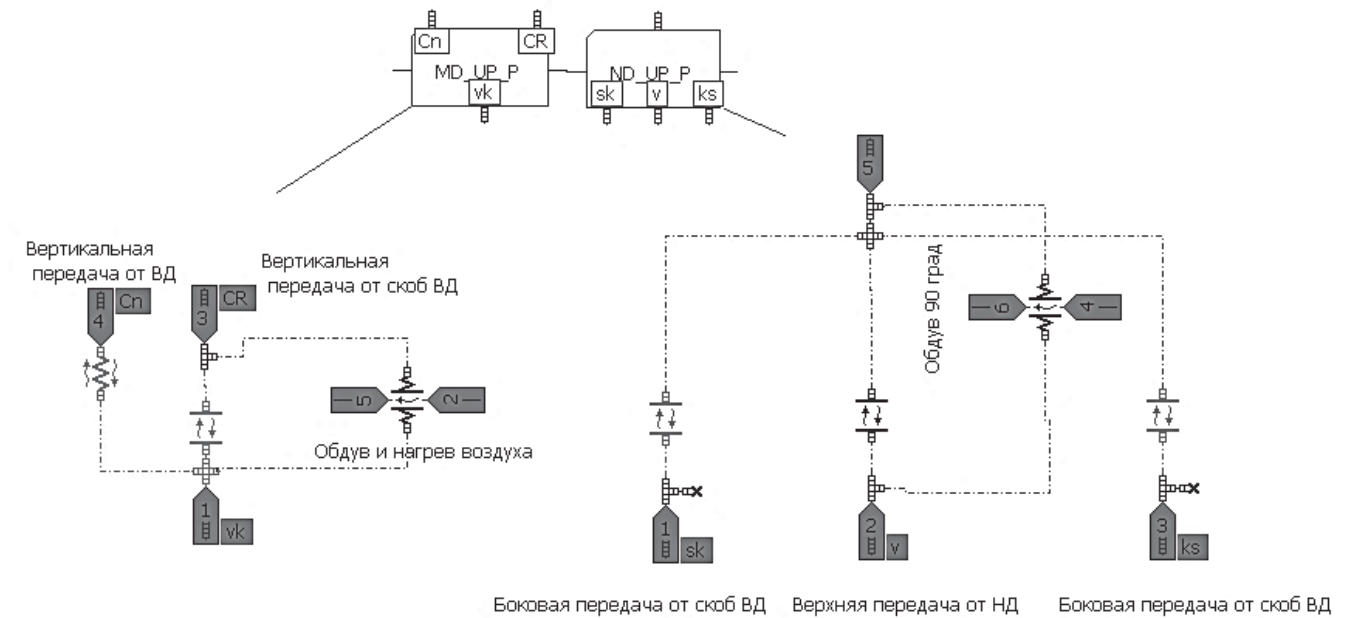 Cn
CR
MD_UP_P
vk
ND_UP_P
sk
v
ks
5
Вертикальная
передача от ВД
Вертикальная
передача от скоб ВД
4
Cn
3
CR
5
2
Обдув и нагрев воздуха
1
vk
Обдув 90 град
6
4
1
sk
2
v
3
ks
Боковая передача от скоб ВД
Верхняя передача от НД
Боковая передача от скоб ВД